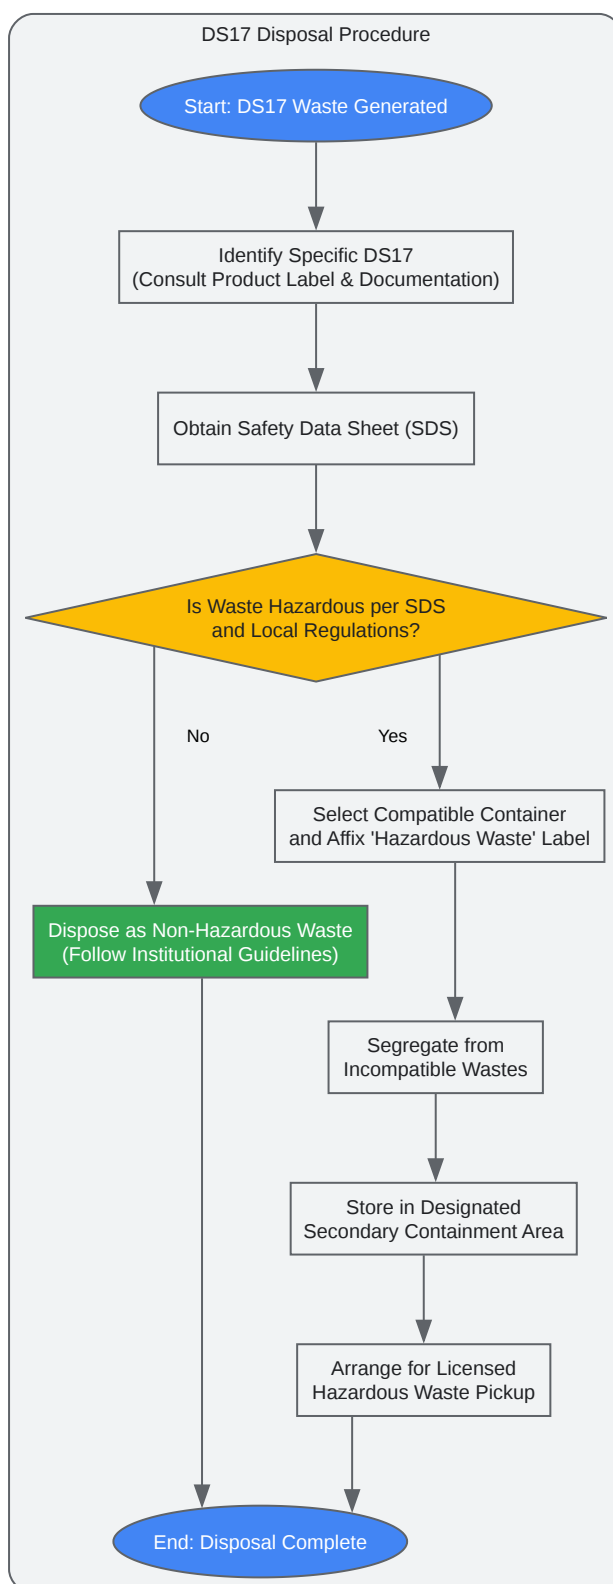 DS17 Disposal Procedure
Start: DS17 Waste Generated
Identify Specific DS17
(Consult Product Label & Documentation)
Obtain Safety Data Sheet (SDS)
Is Waste Hazardous per SDS
and Local Regulations?
No
Yes
Select Compatible Container
and Affix 'Hazardous Waste' Label
Dispose as Non-Hazardous Waste
(Follow Institutional Guidelines)
Segregate from
Incompatible Wastes
Store in Designated
Secondary Containment Area
Arrange for Licensed
Hazardous Waste Pickup
End: Disposal Complete